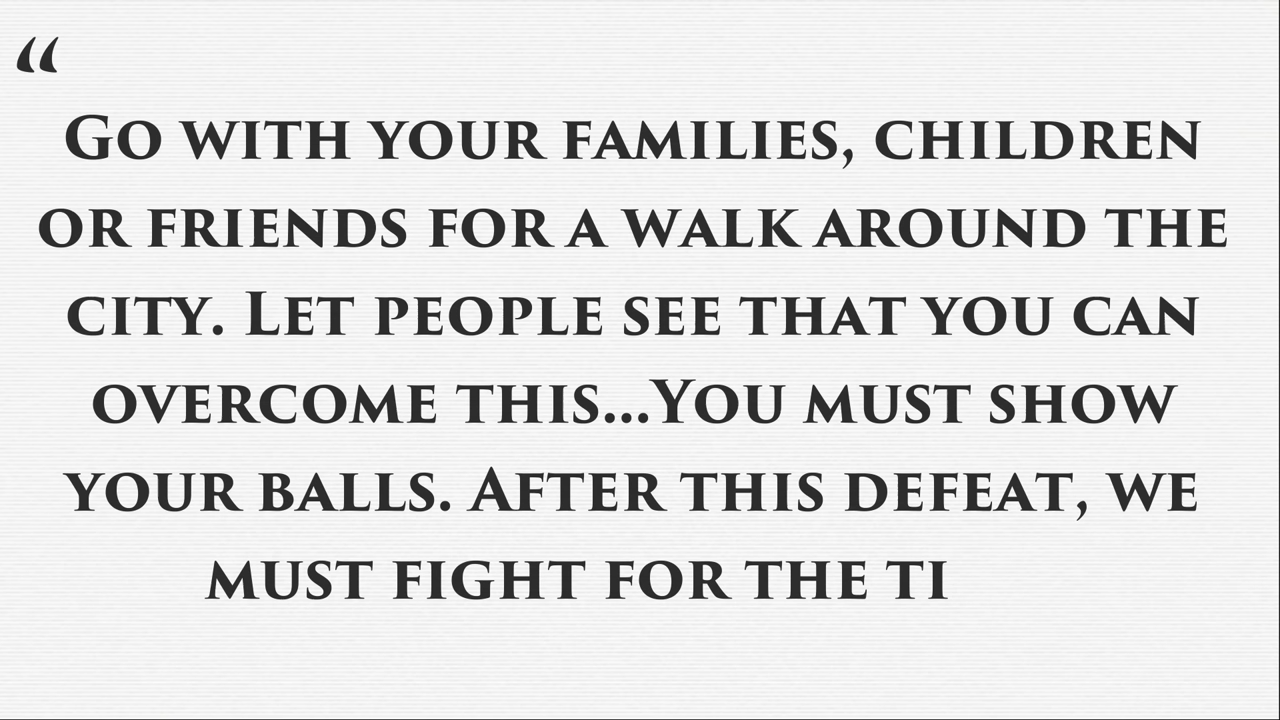 “
Go with your families, children
or friends for a walk around the
city. Let people see that you can
overcome this...You must show
your balls. After this defeat, we
must fight for the ti